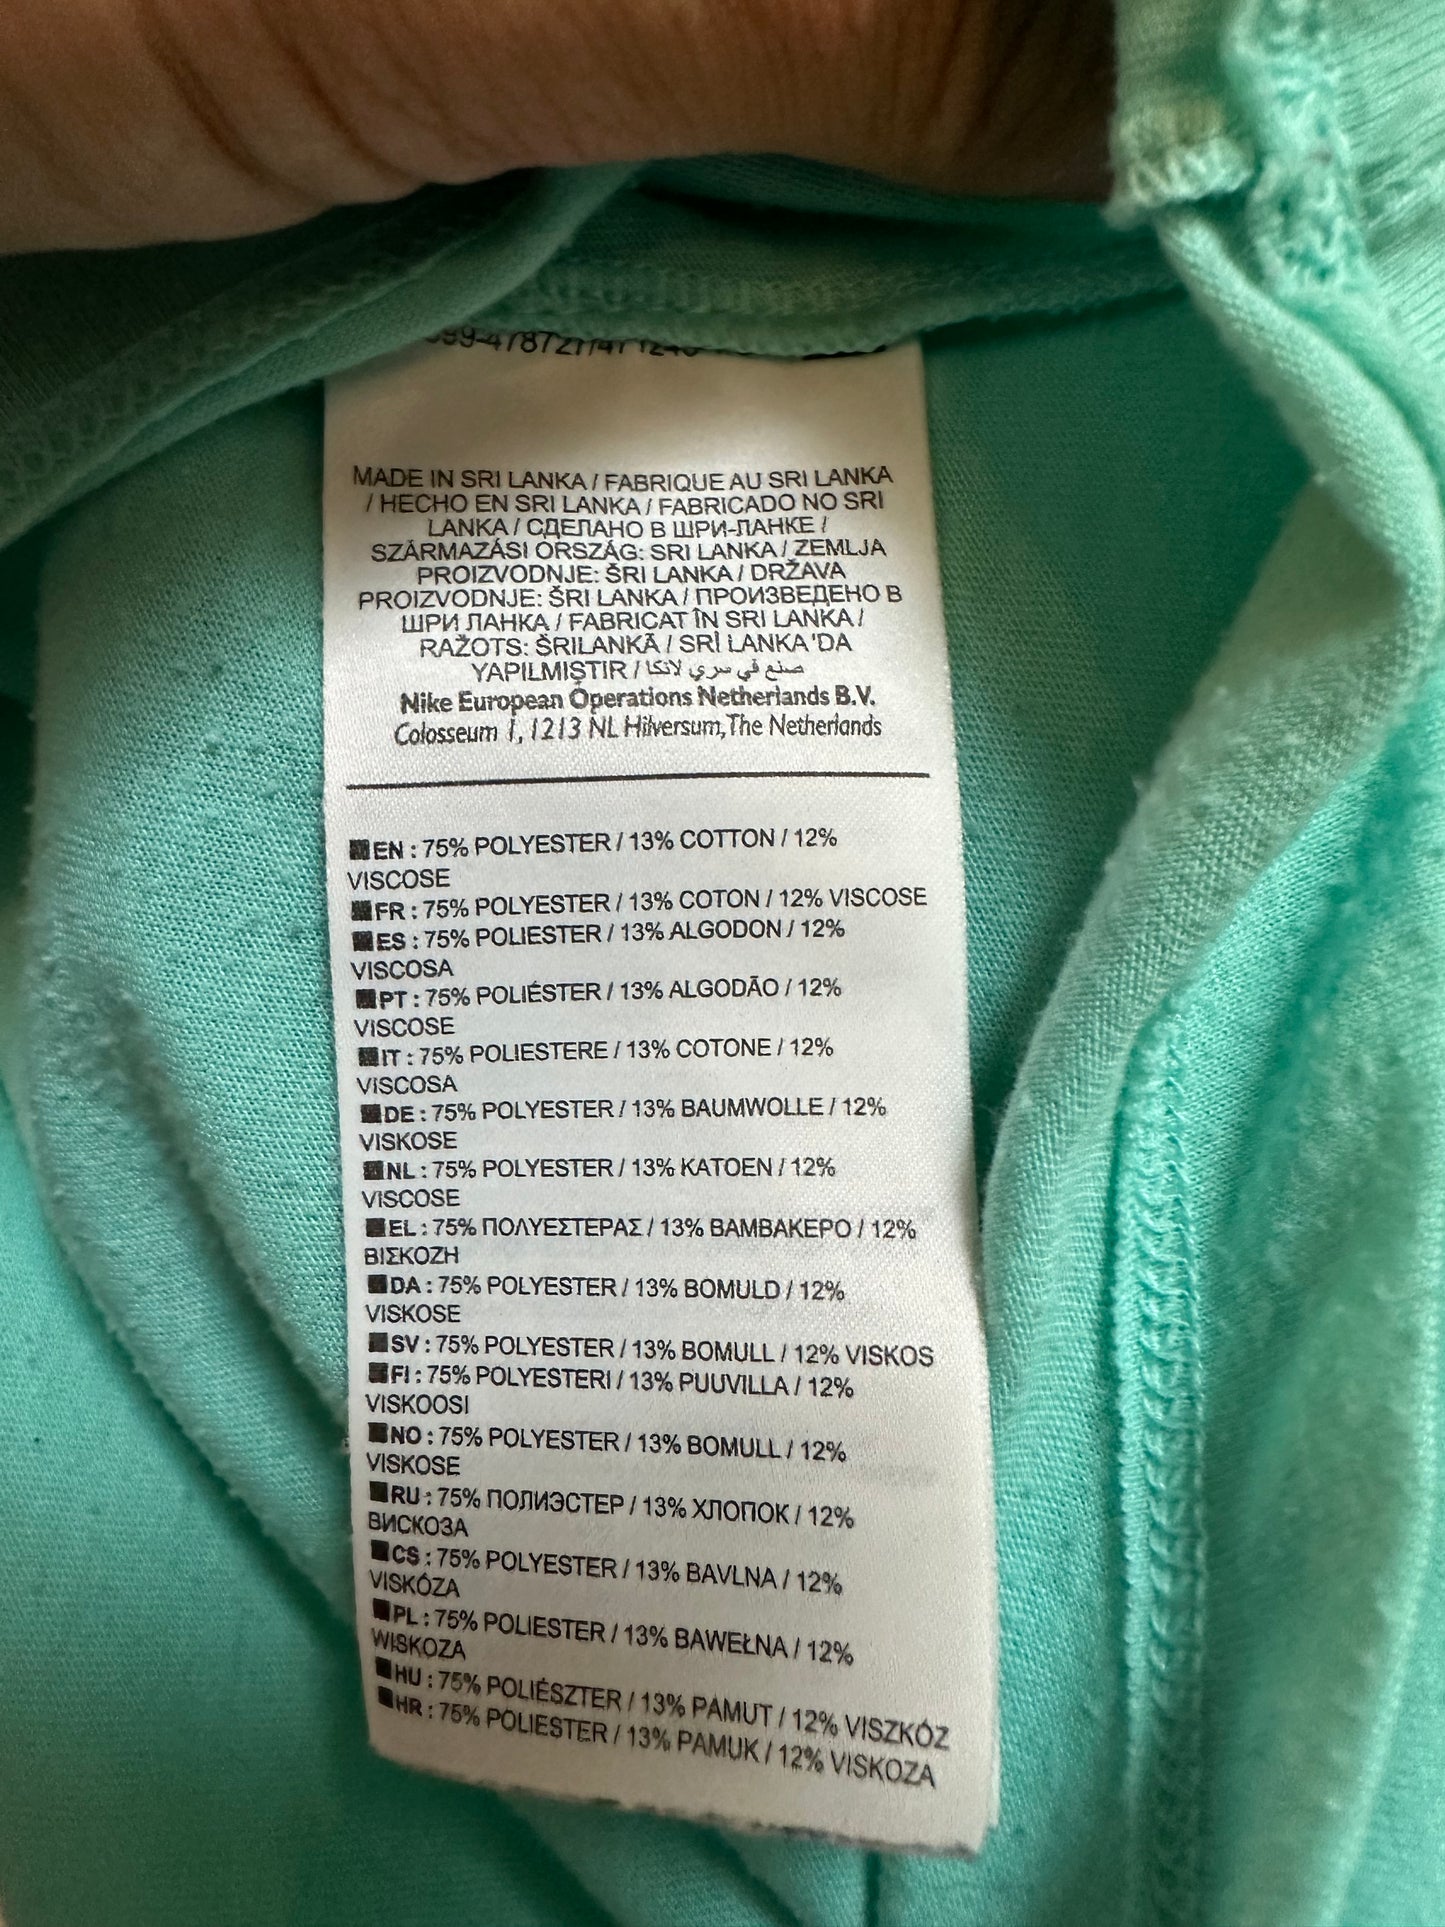 MADE IN SRI LANKA / FABRIQUE AU SRI LANKA
/ HECHO EN SRI LANKA / FABRICADO NO SRI
LANKA / СДЕЛАНО В ШРИ-ЛАНКЕ /
SZÁRMAZÁSI ORSZÁG: SRI LANKA / ZEMLJA
PROIZVODNJE: ŠRI LANKA / DRŽAVA
PROIZVODNJE: ŠRI LANKA / ПРОИЗВЕДЕНО В
ШРИ ЛАНКА / FABRICAT ÎN SRI LANKA /
RAŽOTS: ŠRILANKĀ / SRİ LANKA 'DA
YAPILMIŞTIR / صنع في سري لانكا
Nike European Operations Netherlands B.V.
Colosseum 1, 1213 NL Hilversum, The Netherlands
EN : 75% POLYESTER / 13% COTTON / 12%
VISCOSE
FR : 75% POLYESTER / 13% COTON / 12% VISCOSE
ES : 75% POLIESTER / 13% ALGODON / 12%
VISCOSA
PT : 75% POLIÉSTER / 13% ALGODÃO / 12%
VISCOSE
IT : 75% POLIESTERE / 13% COTONE / 12%
VISCOSA
DE : 75% POLYESTER / 13% BAUMWOLLE / 12%
VISKOSE
NL : 75% POLYESTER / 13% KATOEN / 12%
VISCOSE
EL : 75% ΠΟΛΥΕΣΤΕΡΑΣ / 13% ΒΑΜΒΑΚΕΡΟ / 12%
ΒΙΣΚΟΖΗ
DA : 75% POLYESTER / 13% BOMULD / 12%
VISKOSE
SV : 75% POLYESTER / 13% BOMULL / 12% VISKOS
FI : 75% POLYESTERI / 13% PUUVILLA / 12%
VISKOOSI
NO : 75% POLYESTER / 13% BOMULL / 12%
VISKOSE
RU : 75% ПОЛИЭСТЕР / 13% ХЛОПОК / 12%
ВИСКОЗА
CS : 75% POLYESTER / 13% BAVLNA / 12%
VISKÓZA
PL : 75% POLIESTER / 13% BAWEŁNA / 12%
WISKOZA
HU : 75% POLIÉSZTER / 13% PAMUT / 12% VISZKÓZ
HR : 75% POLIESTER / 13% PAMUK / 12% VISKOZA